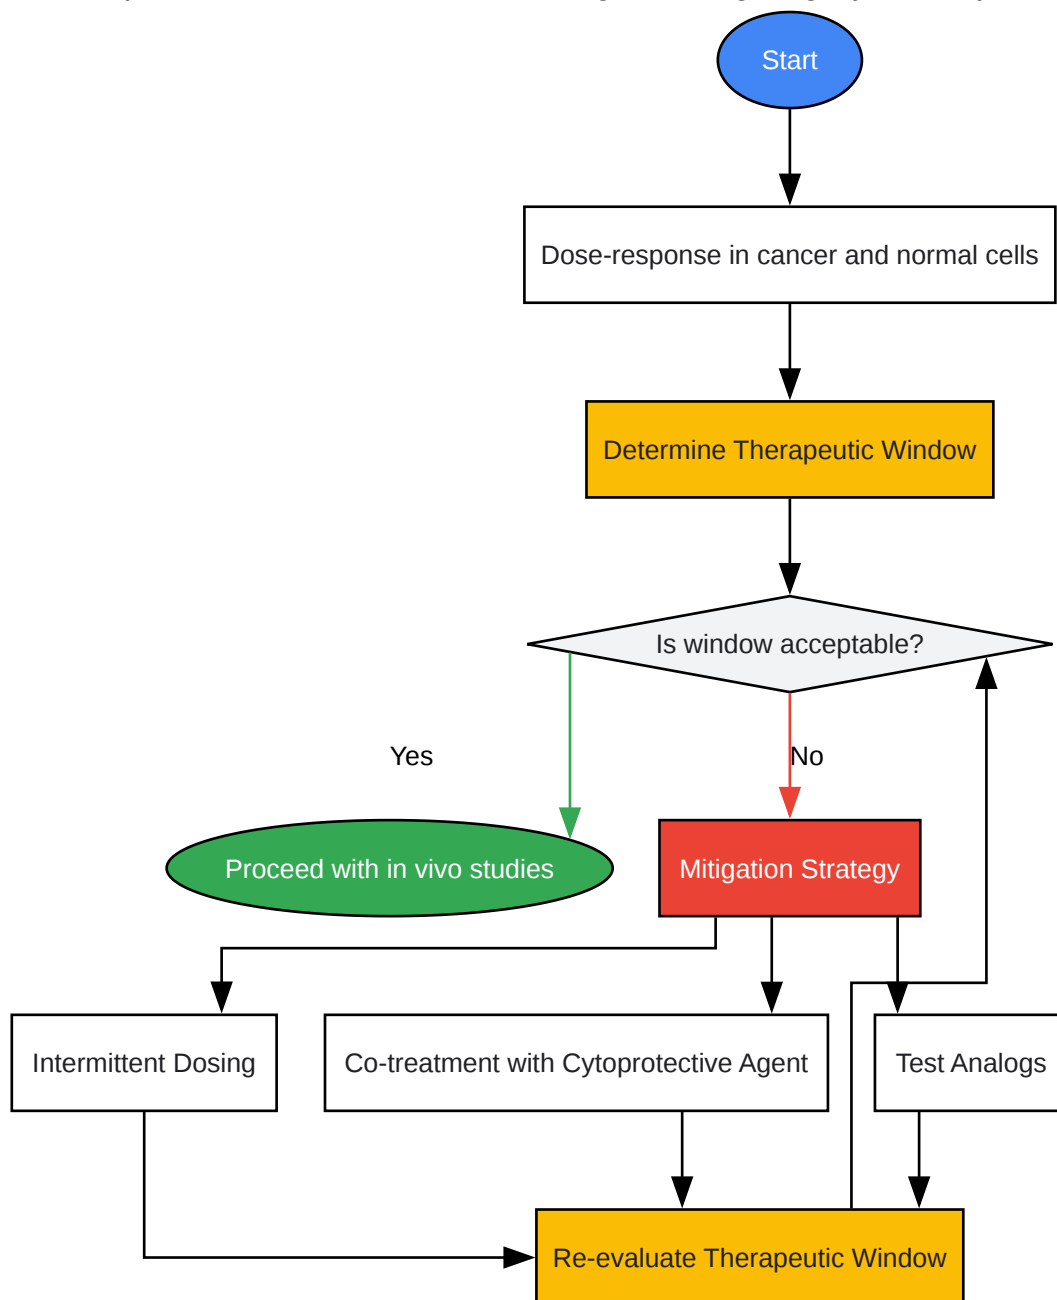 Start
Dose-response in cancer and normal cells
Determine Therapeutic Window
Is window acceptable?
Yes
No
Proceed with in vivo studies
Mitigation Strategy
Intermittent Dosing
Co-treatment with Cytoprotective Agent
Test Analogs
Re-evaluate Therapeutic Window